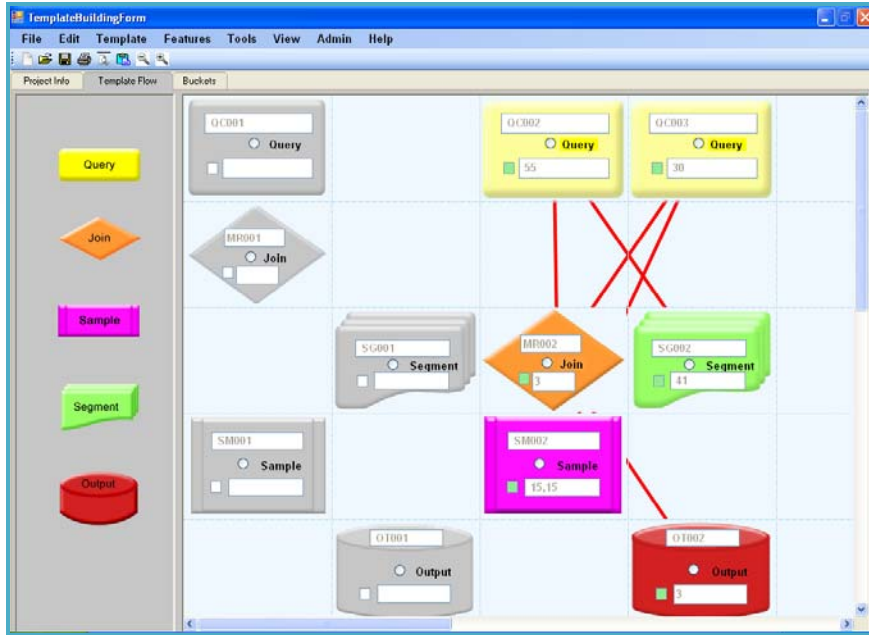 TemplateBuildingForm
File Edit Template Features Tools View Admin Help
Project Info Template Flow Buckets
Query
Join
Sample
Segment
Output
QC001
Query
QC002
Query
55
QC003
Query
30
MR001
Join
SG001
Segment
MR002
Join
3
SG002
Segment
41
SM001
Sample
SM002
Sample
15,15
OT001
Output
OT002
Output
3